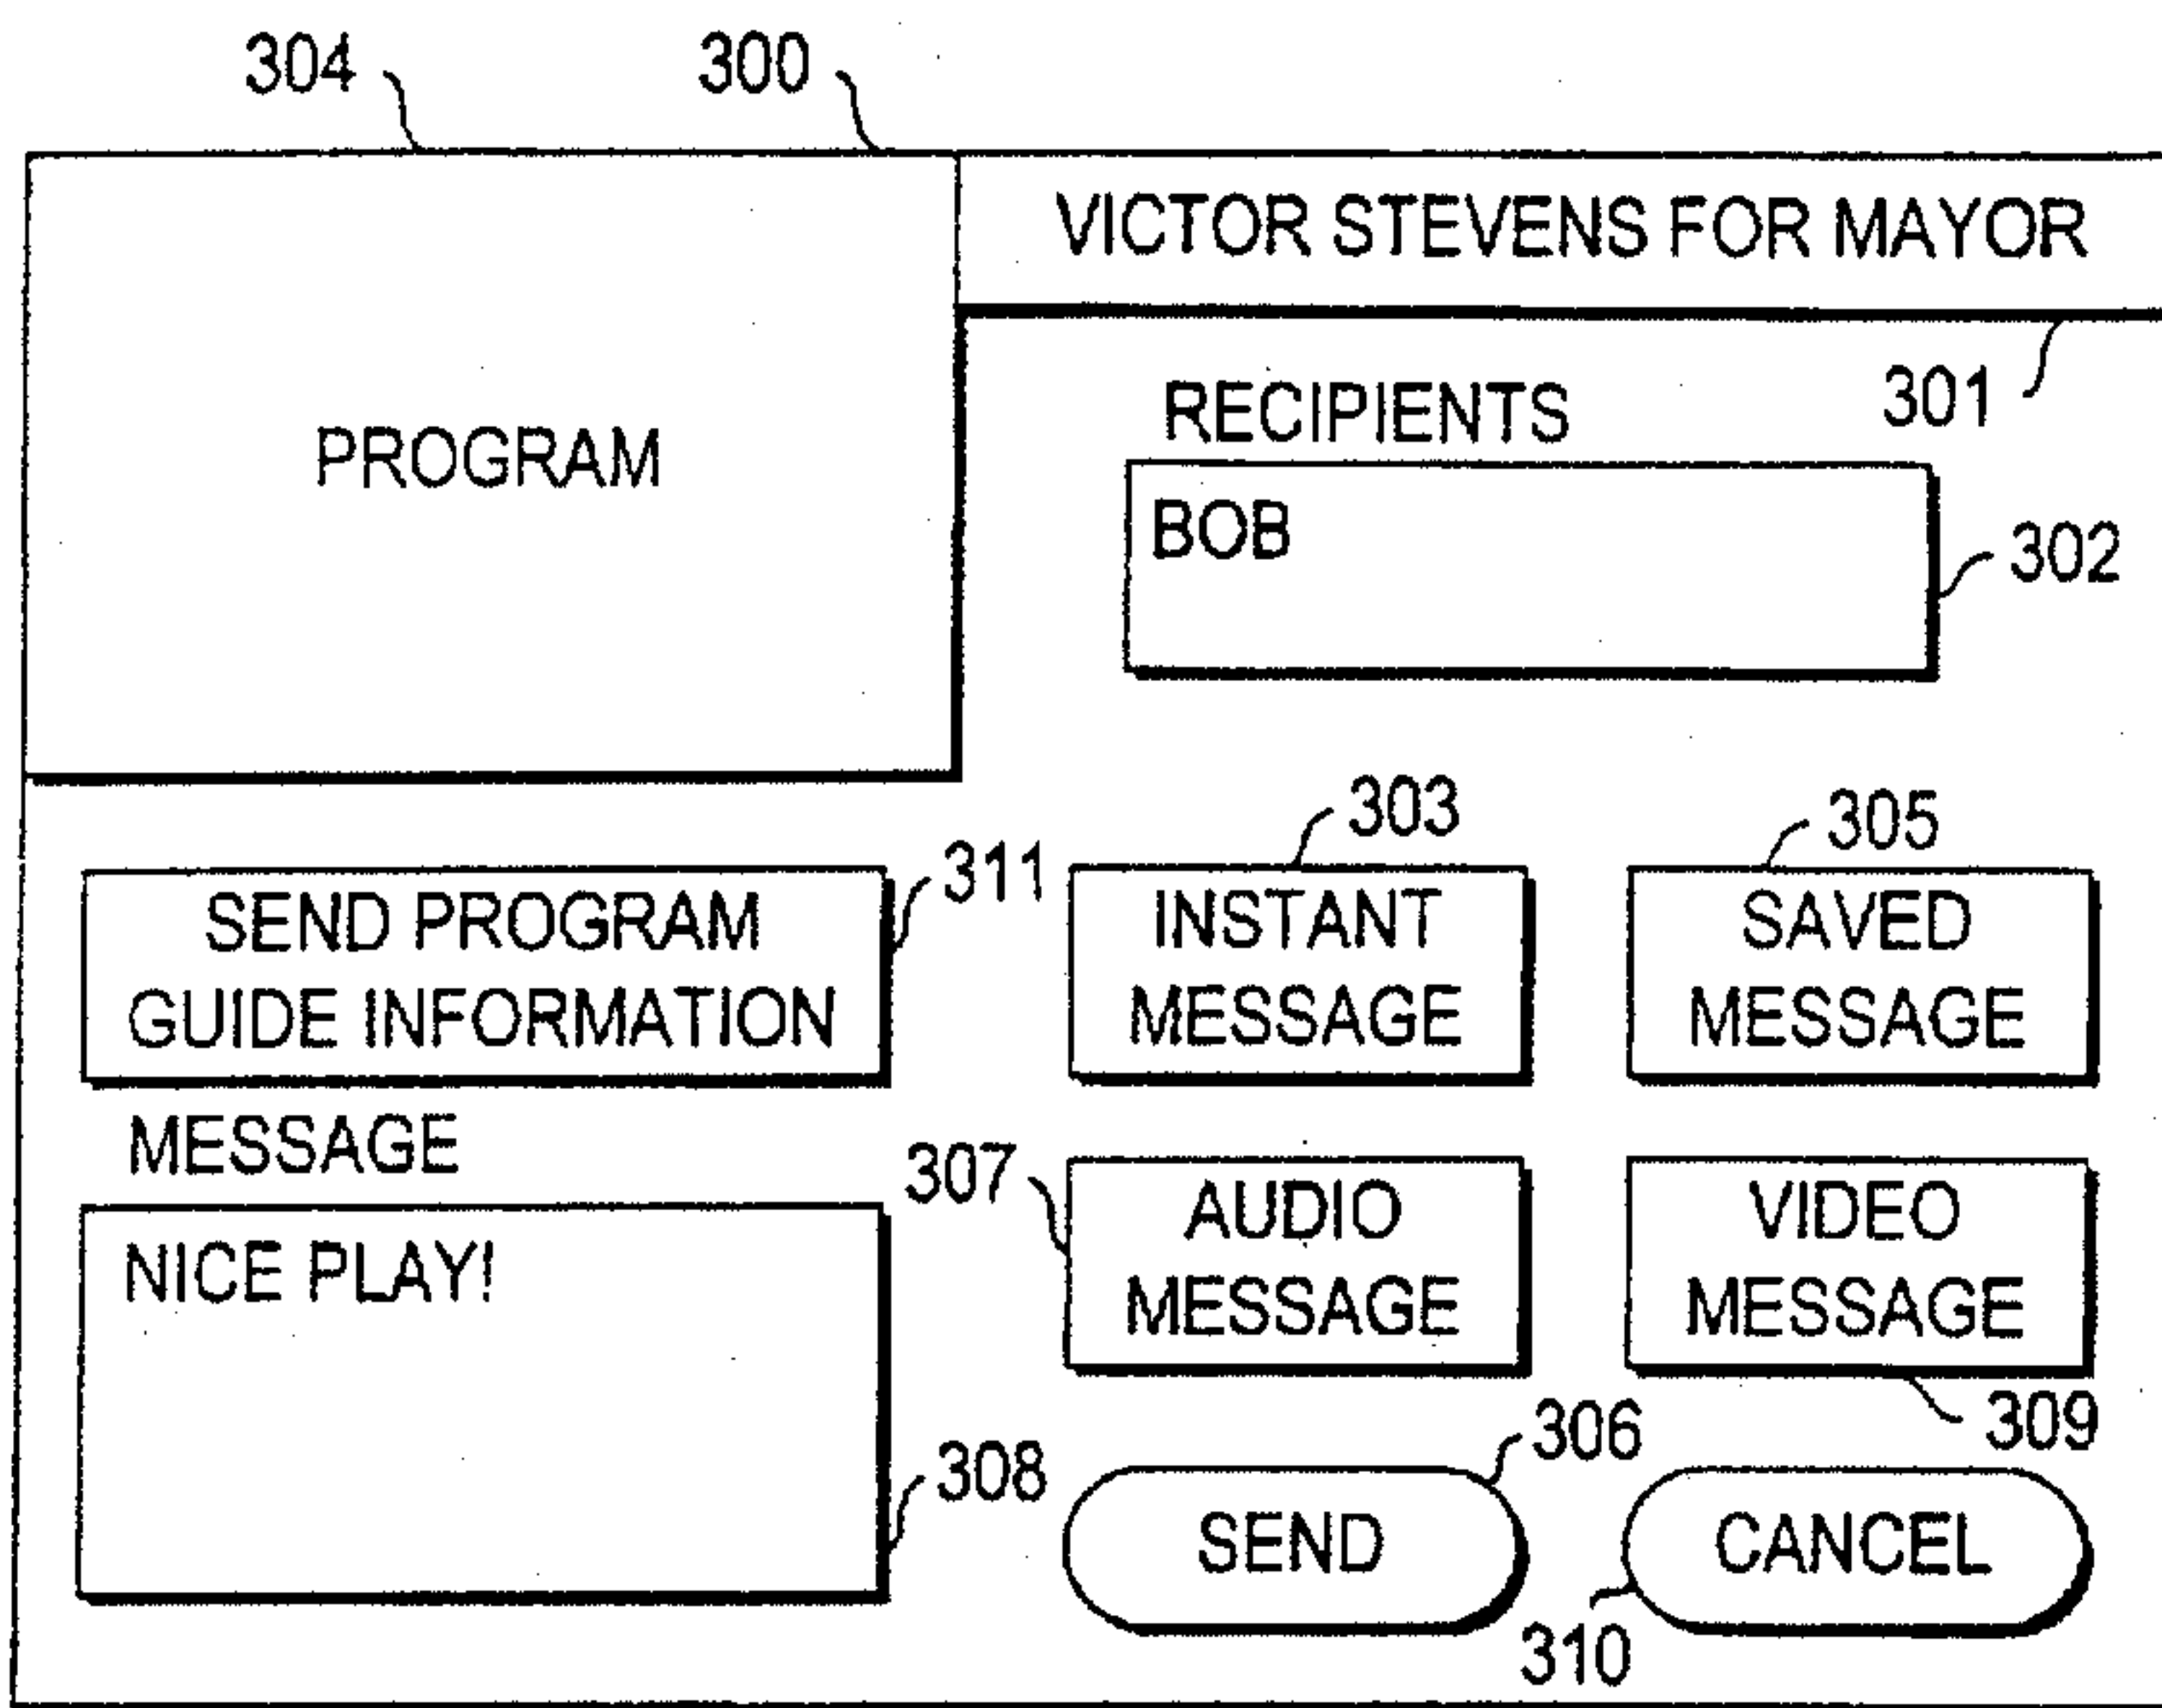 304
300
VICTOR STEVENS FOR MAYOR
301
PROGRAM
RECIPIENTS
BOB
302
303
305
311
SEND PROGRAM
GUIDE INFORMATION
INSTANT
MESSAGE
SAVED
MESSAGE
MESSAGE
307
AUDIO
MESSAGE
VIDEO
MESSAGE
NICE PLAY!
309
306
308
SEND
CANCEL
310